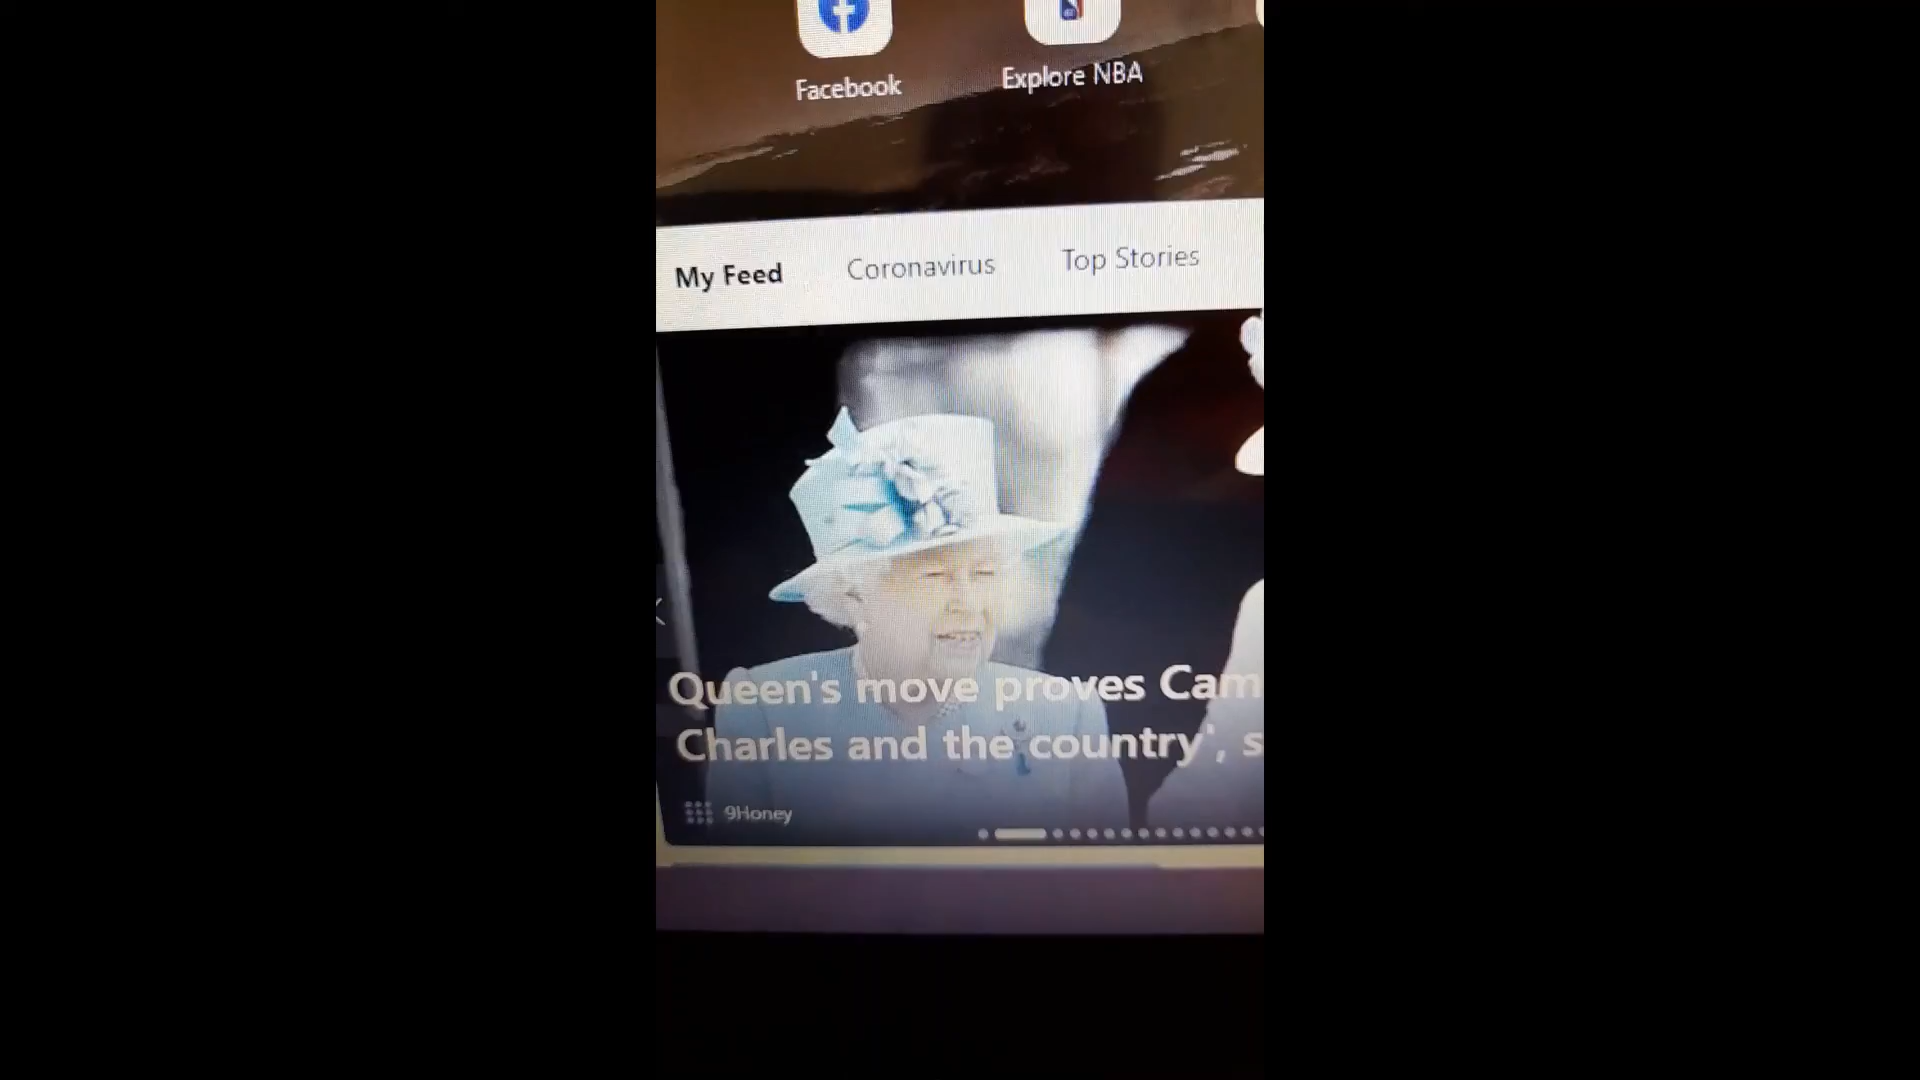 Facebook
Explore NBA
My Feed
Coronavirus
Top Stories
Queen's move proves Cam
Charles and the country', s
9Honey